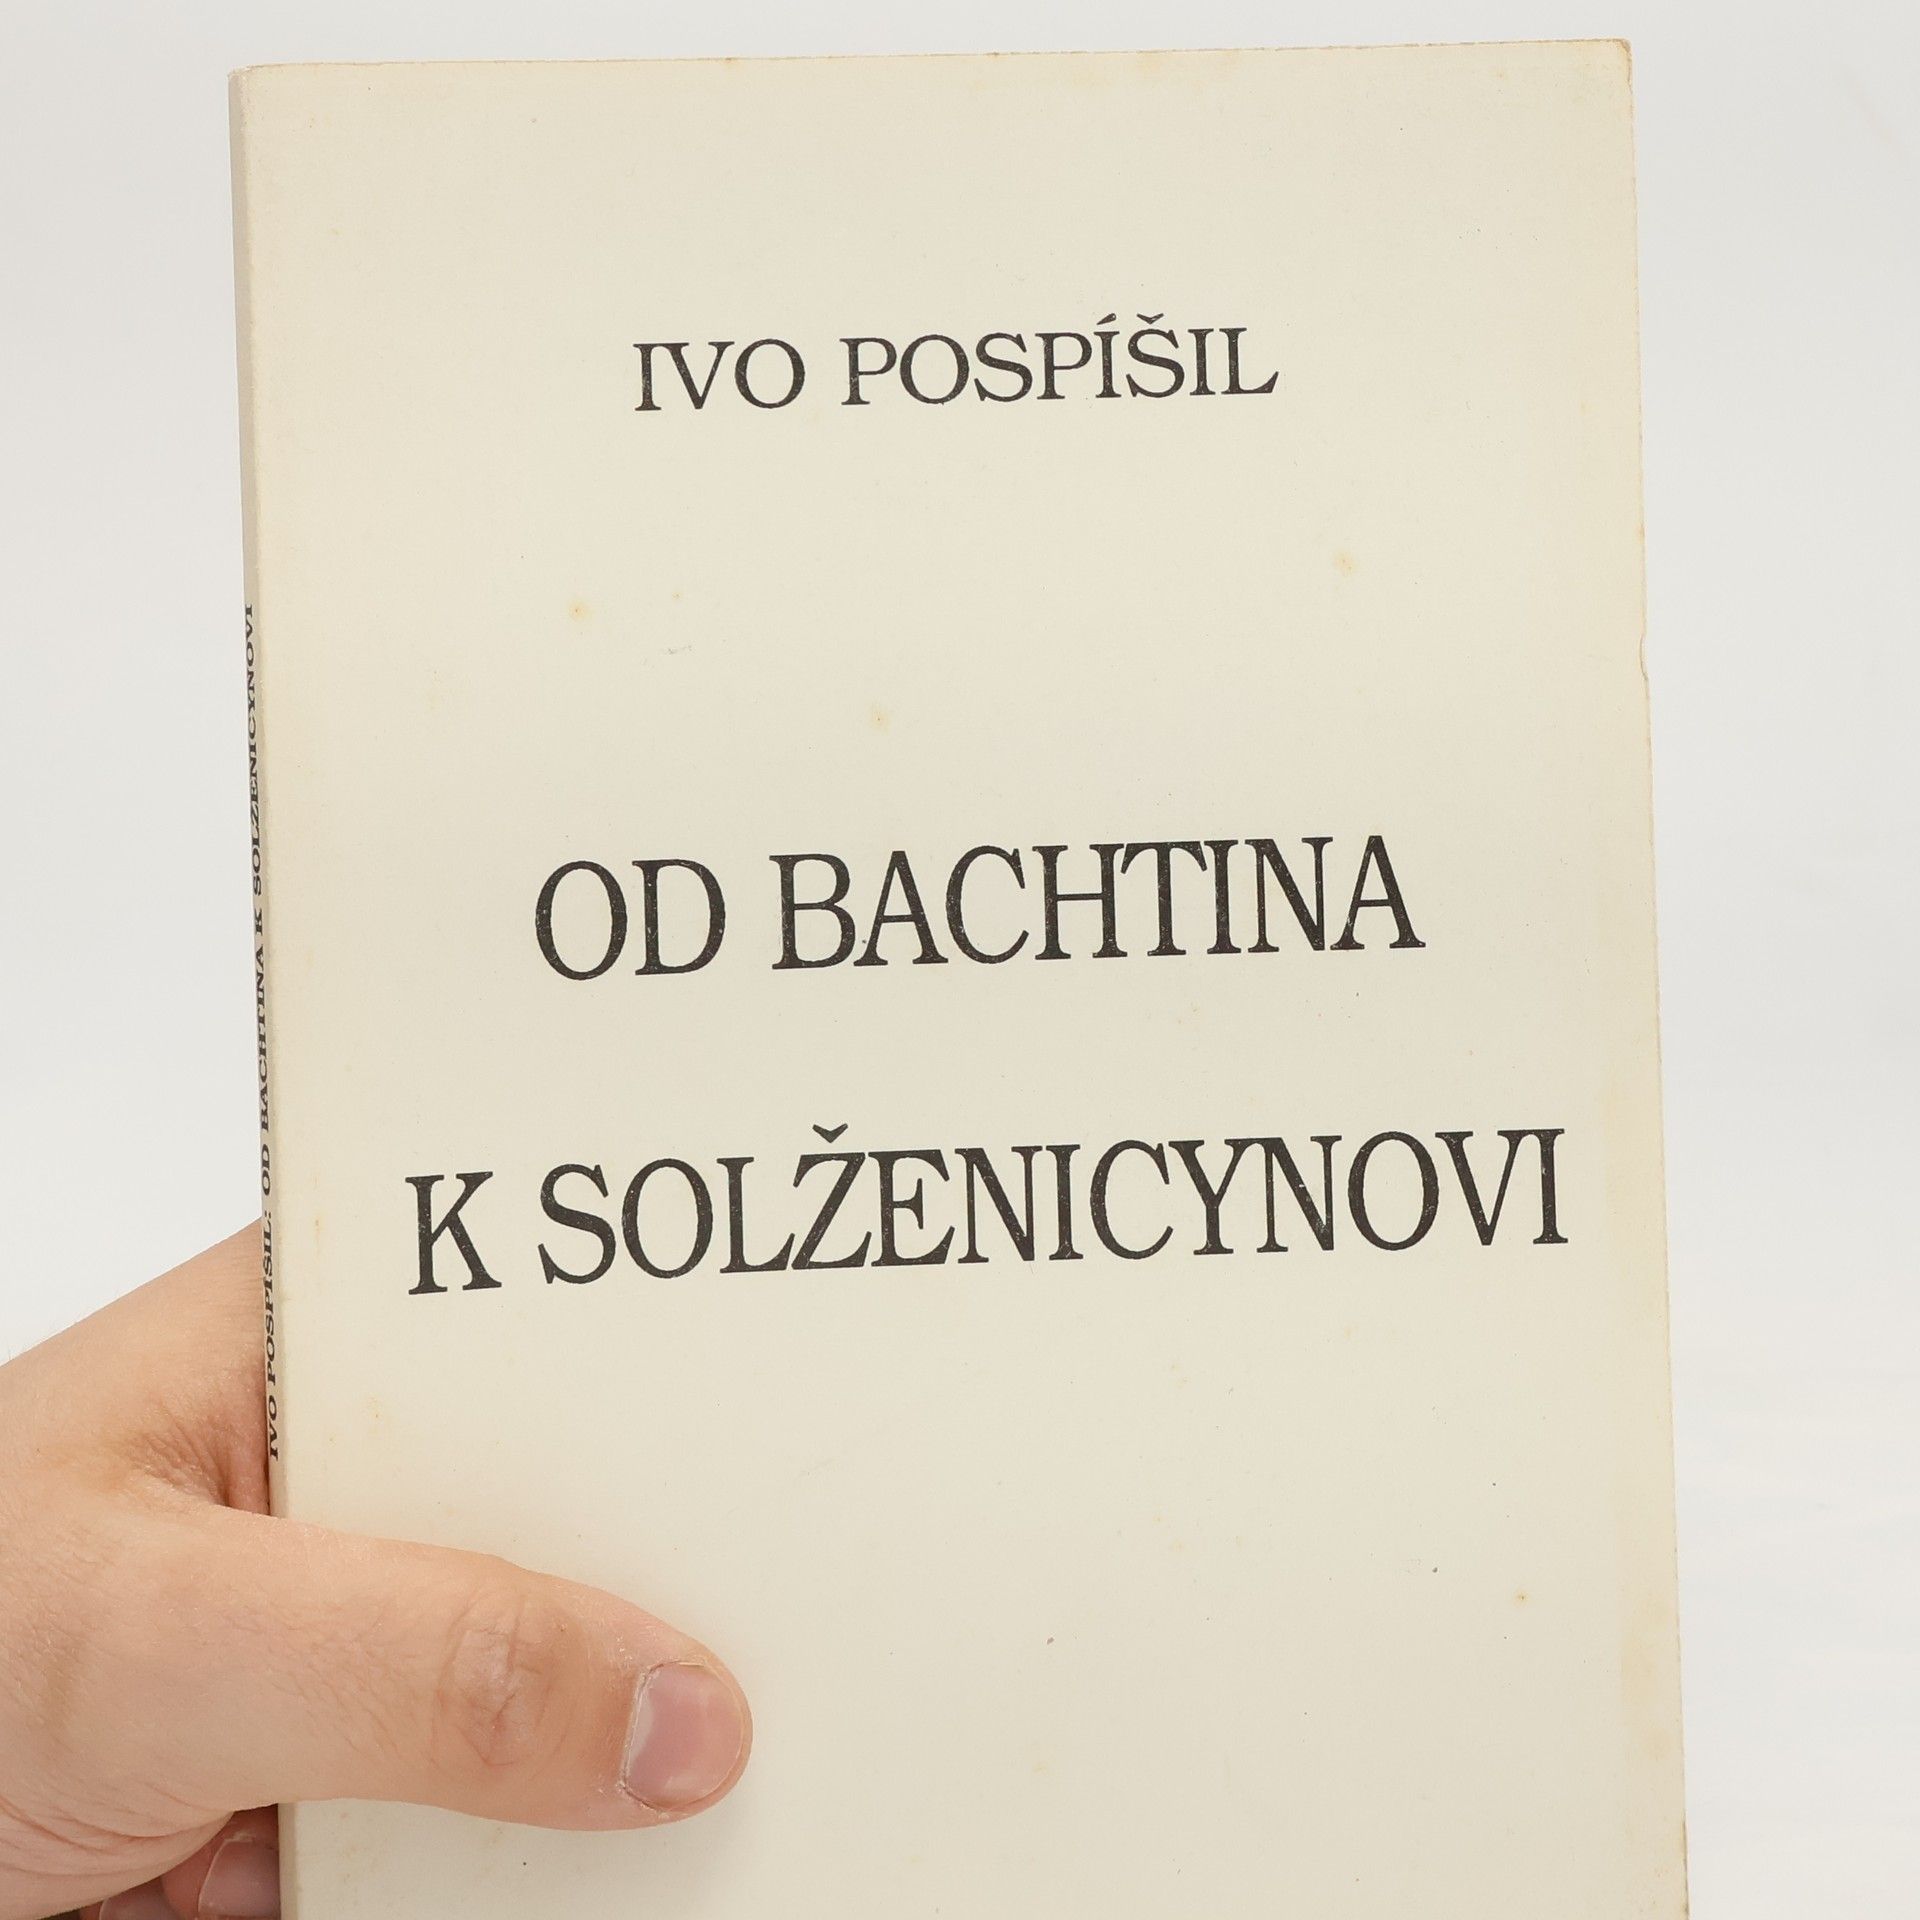 IVO POSPÍŠIL
OD BACHTINA
K SOLŽENICYNOVI
IVO POSPÍŠIL: OD BACHTINA K SOLŽENICYNOVI